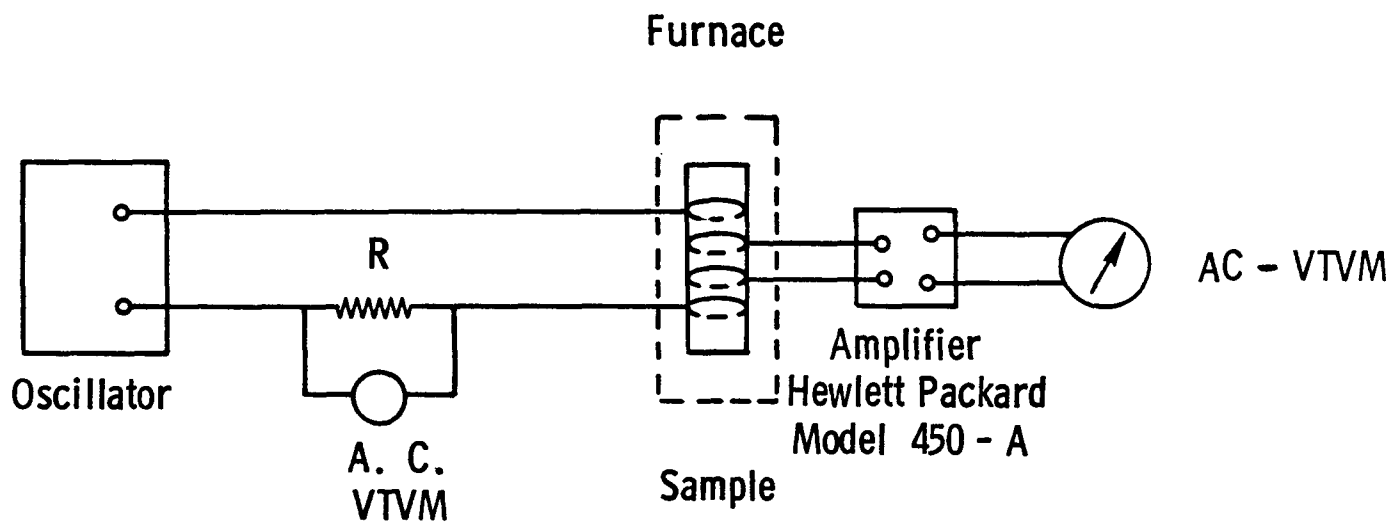 Furnace
R
Oscillator
A. C.
VTVM
Sample
Amplifier
Hewlett Packard
Model 450 - A
AC - VTVM